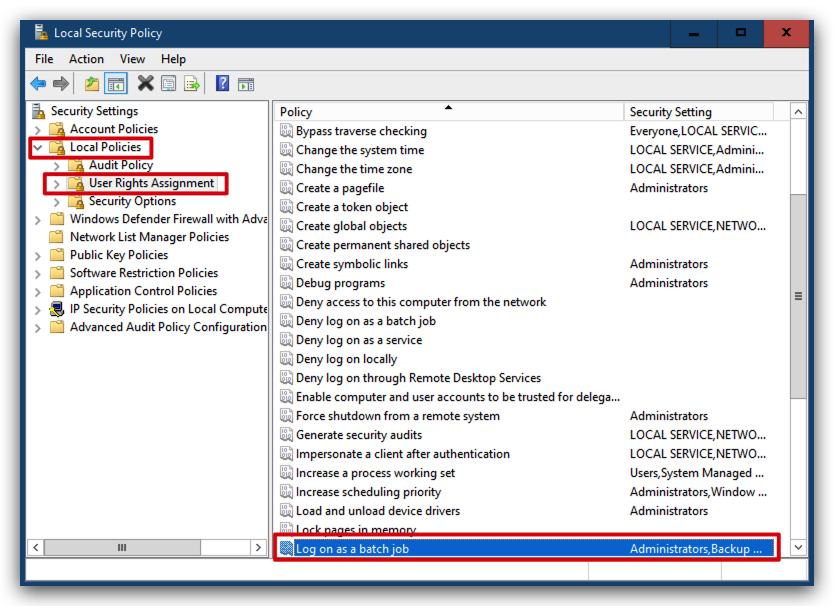 Local Security Policy
File Action View Help
Security Settings
Account Policies
Local Policies
Audit Policy
User Rights Assignment
Security Options
Windows Defender Firewall with Adva
Network List Manager Policies
Public Key Policies
Software Restriction Policies
Application Control Policies
IP Security Policies on Local Compute
Advanced Audit Policy Configuration
Policy Security Setting
Bypass traverse checking Everyone,LOCAL SERVIC...
Change the system time LOCAL SERVICE,Admini...
Change the time zone LOCAL SERVICE,Admini...
Create a pagefile Administrators
Create a token object
Create global objects LOCAL SERVICE,NETWO...
Create permanent shared objects
Create symbolic links Administrators
Debug programs Administrators
Deny access to this computer from the network
Deny log on as a batch job
Deny log on as a service
Deny log on locally
Deny log on through Remote Desktop Services
Enable computer and user accounts to be trusted for delega...
Force shutdown from a remote system Administrators
Generate security audits LOCAL SERVICE,NETWO...
Impersonate a client after authentication LOCAL SERVICE,NETWO...
Increase a process working set Users,System Managed ...
Increase scheduling priority Administrators,Window ...
Load and unload device drivers Administrators
Lock pages in memory
Log on as a batch job Administrators,Backup ...